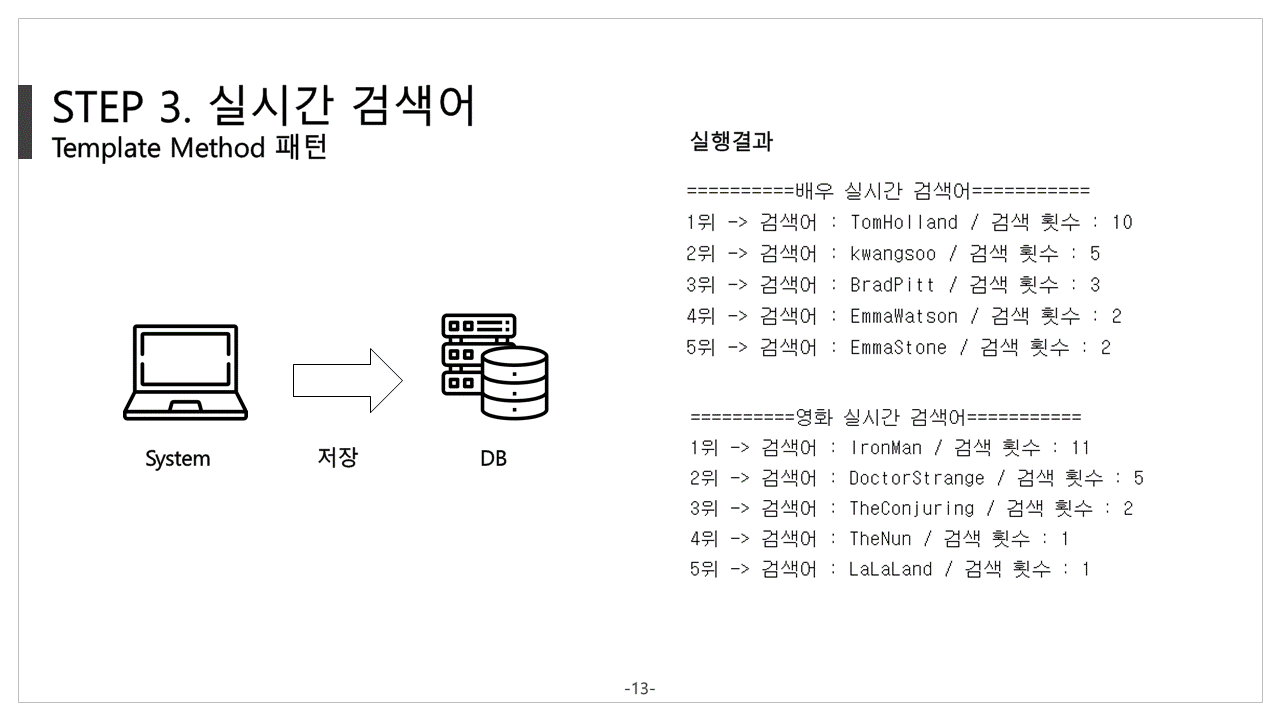 STEP 3. 실시간 검색어
Template Method 패턴
System
저장
DB
실행결과
==========배우 실시간 검색어===========
1위 -> 검색어 : TomHolland / 검색 횟수 : 10
2위 -> 검색어 : kwangsoo / 검색 횟수 : 5
3위 -> 검색어 : BradPitt / 검색 횟수 : 3
4위 -> 검색어 : EmmaWatson / 검색 횟수 : 2
5위 -> 검색어 : EmmaStone / 검색 횟수 : 2
==========영화 실시간 검색어===========
1위 -> 검색어 : IronMan / 검색 횟수 : 11
2위 -> 검색어 : DoctorStrange / 검색 횟수 : 5
3위 -> 검색어 : TheConjuring / 검색 횟수 : 2
4위 -> 검색어 : TheNun / 검색 횟수 : 1
5위 -> 검색어 : LaLaLand / 검색 횟수 : 1
-13-